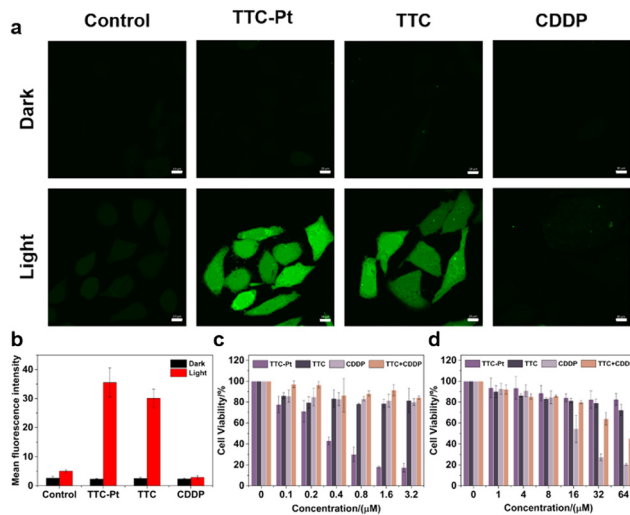 a
Control TTC-Pt TTC CDDP
Dark
Light
b
Mean fluorescence intensity
40
30
20
10
0
Dark
Light
Control TTC-Pt TTC CDDP
c
Cell Viability/%
120
100
80
60
40
20
0
TTC-Pt TTC CDDP TTC+CDDP
0 0.1 0.2 0.4 0.8 1.6 3.2
Concentration/(μM)
d
Cell Viability/%
120
100
80
60
40
20
0
TTC-Pt TTC CDDP TTC+CDDP
0 1 4 8 16 32 64
Concentration/(μM)